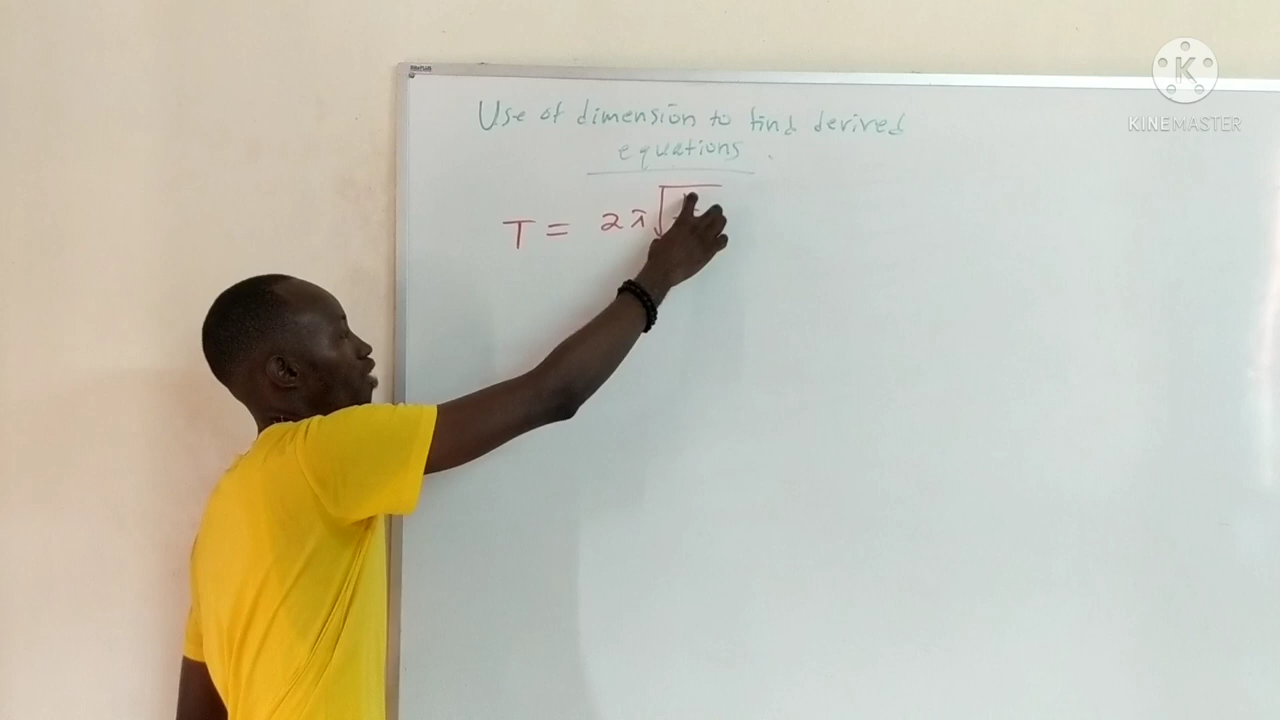 Use of dimension to find derived
equations.
T = 2π√
K
KINEMASTER